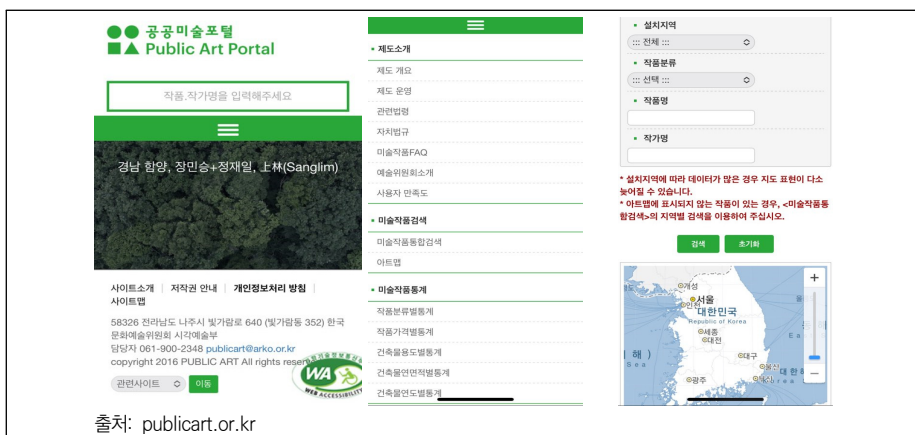 공공미술포털
Public Art Portal
작품,작가명을 입력해주세요
경남 함양, 장민승+정재일, 上林(Sanglim)
사이트소개 | 저작권 안내 | 개인정보처리 방침 |
사이트맵
58326 전라남도 나주시 빛가람로 640 (빛가람동 352) 한국
문화예술위원회 시각예술부
담당자 061-900-2348 publicart@arko.or.kr
copyright 2016 PUBLIC ART All rights reserved
관련사이트
이동
WA
WEB ACCESSIBILITY
제도소개
제도 개요
제도 운영
관련법령
자치법규
미술작품FAQ
예술위원회소개
사용자 만족도
미술작품검색
미술작품통합검색
아트맵
미술작품통계
작품분류별통계
작품가격별통계
건축물용도별통계
건축물연면적별통계
건축물연도별통계
설치지역
::: 전체 :::
작품분류
::: 선택 :::
작품명
작가명
* 설치지역에 따라 데이터가 많은 경우 지도 표현이 다소
늦어질 수 있습니다.
* 아트맵에 표시되지 않는 작품이 있는 경우, <미술작품통
합검색>의 지역별 검색을 이용하여 주십시오.
검색
초기화
개성
서울
인천
대한민국
Republic of Korea
세종
대전
대구
울산
광주
해 )
Sea
출처: publicart.or.kr